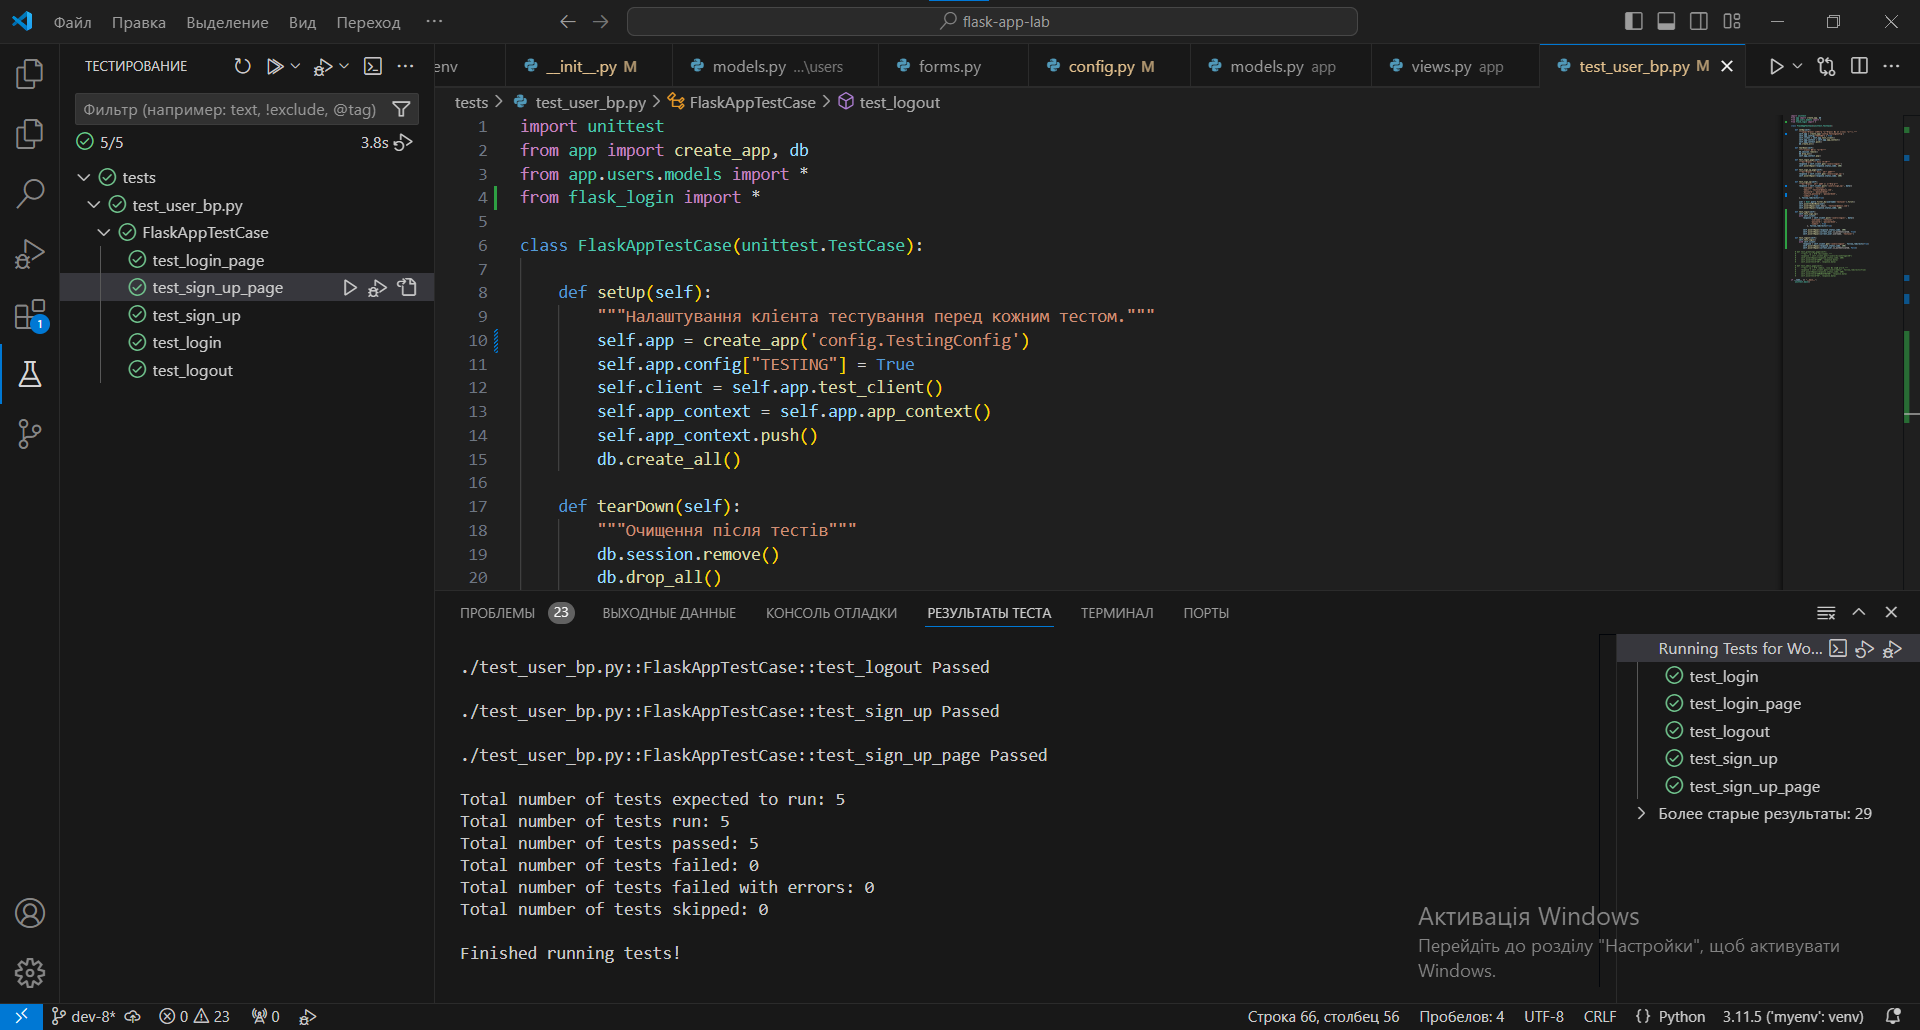 Файл Правка Выделение Вид Переход ··· flask-app-lab
ТЕСТИРОВАНИЕ
Фильтр (например: text, !exclude, @tag)
5/5 3.8s
tests
test_user_bp.py
FlaskAppTestCase
test_login_page
test_sign_up_page
test_sign_up
test_login
test_logout
1
env __init__.py M models.py ...\users forms.py config.py M models.py app views.py app test_user_bp.py M
tests > test_user_bp.py > FlaskAppTestCase > test_logout
1 import unittest
2 from app import create_app, db
3 from app.users.models import *
4 from flask_login import *
5
6 class FlaskAppTestCase(unittest.TestCase):
7
8 def setUp(self):
9 """Налаштування клієнта тестування перед кожним тестом."""
10 self.app = create_app('config.TestingConfig')
11 self.app.config["TESTING"] = True
12 self.client = self.app.test_client()
13 self.app_context = self.app.app_context()
14 self.app_context.push()
15 db.create_all()
16
17 def tearDown(self):
18 """Очищення після тестів"""
19 db.session.remove()
20 db.drop_all()
ПРОБЛЕМЫ 23 ВЫХОДНЫЕ ДАННЫЕ КОНСОЛЬ ОТЛАДКИ РЕЗУЛЬТАТЫ ТЕСТА ТЕРМИНАЛ ПОРТЫ
./test_user_bp.py::FlaskAppTestCase::test_logout Passed
./test_user_bp.py::FlaskAppTestCase::test_sign_up Passed
./test_user_bp.py::FlaskAppTestCase::test_sign_up_page Passed
Total number of tests expected to run: 5
Total number of tests run: 5
Total number of tests passed: 5
Total number of tests failed: 0
Total number of tests failed with errors: 0
Total number of tests skipped: 0
Finished running tests!
Running Tests for Wo...
test_login
test_login_page
test_logout
test_sign_up
test_sign_up_page
Более старые результаты: 29
Активація Windows
Перейдіть до розділу "Настройки", щоб активувати
Windows.
dev-8* 0 23 0 Строка 66, столбец 56 Пробелов: 4 UTF-8 CRLF {} Python 3.11.5 ('myenv': venv)